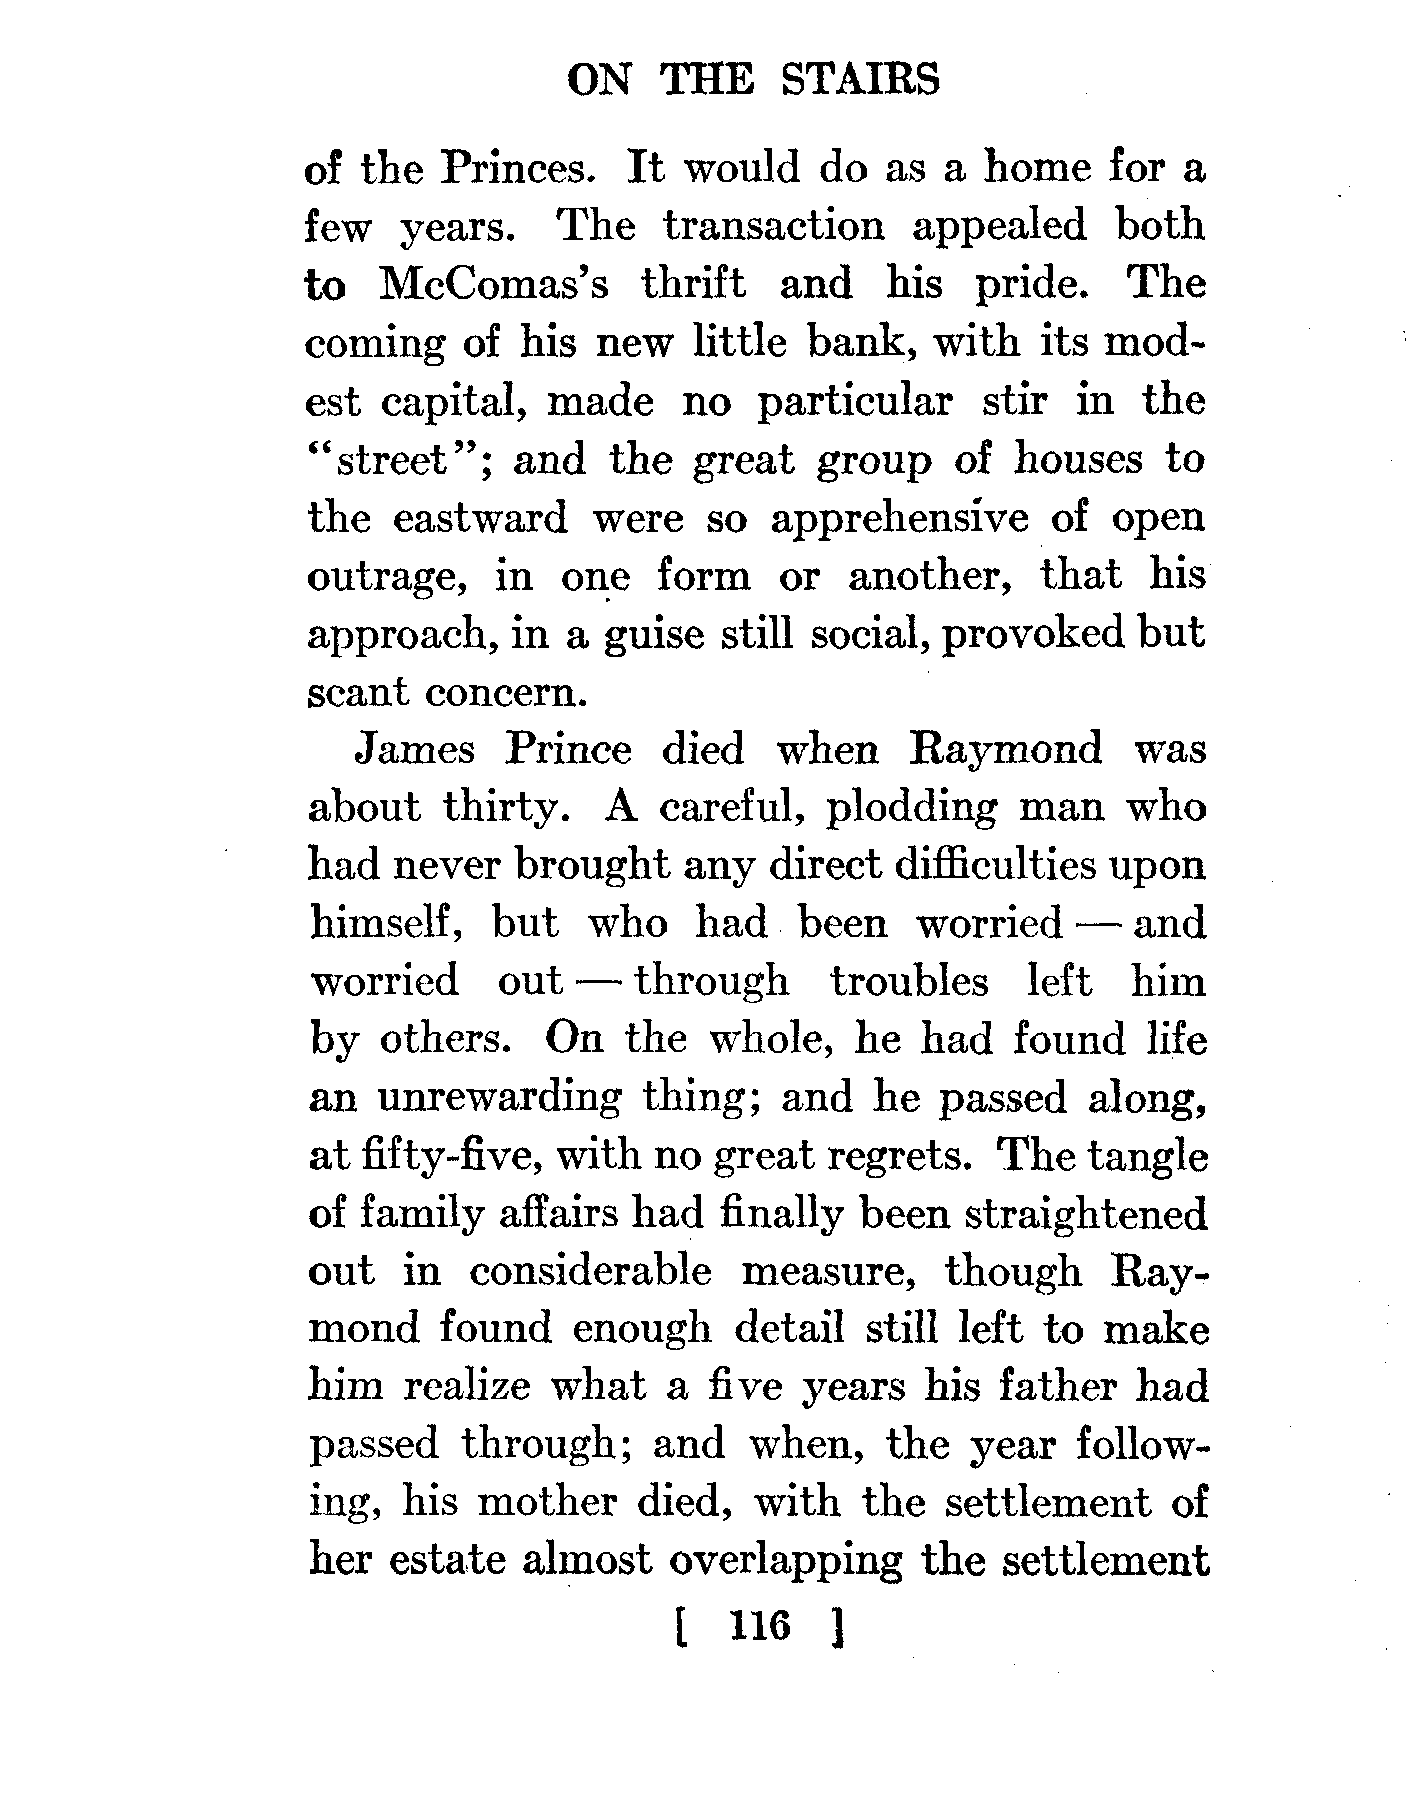 ON THE STAIRS
of the Princes. It would do as a home for a
few years. The transaction appealed both
to McComas's thrift and his pride. The
coming of his new little bank, with its mod-
est capital, made no particular stir in the
“street”; and the great group of houses to
the eastward were so apprehensive of open
outrage, in one form or another, that his
approach, in a guise still social, provoked but
scant concern.
James Prince died when Raymond was
about thirty. A careful, plodding man who
had never brought any direct difficulties upon
himself, but who had been worried — and
worried out — through troubles left him
by others. On the whole, he had found life
an unrewarding thing; and he passed along,
at fifty-five, with no great regrets. The tangle
of family affairs had finally been straightened
out in considerable measure, though Ray-
mond found enough detail still left to make
him realize what a five years his father had
passed through; and when, the year follow-
ing, his mother died, with the settlement of
her estate almost overlapping the settlement
[ 116 ]